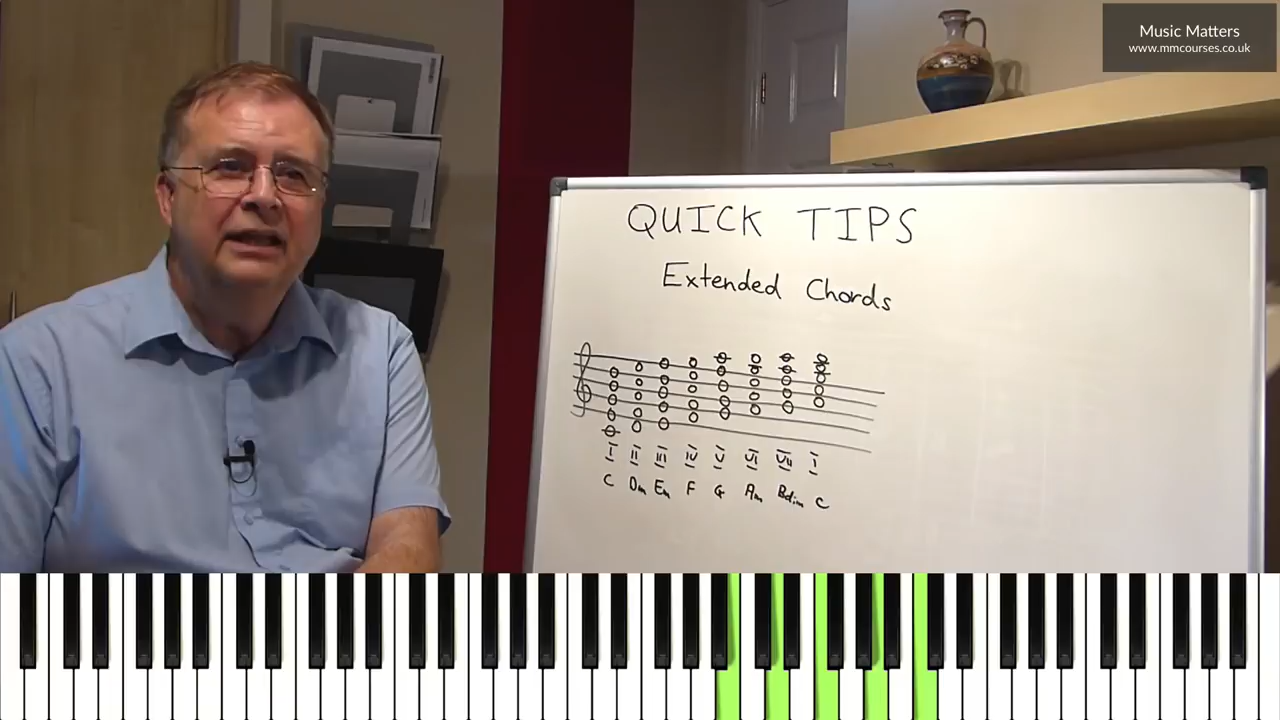 Music Matters
www.mmcourses.co.uk
QUICK TIPS
Extended Chords
I II III IV V VI VII I
C Dm Em F G Am Bdim C